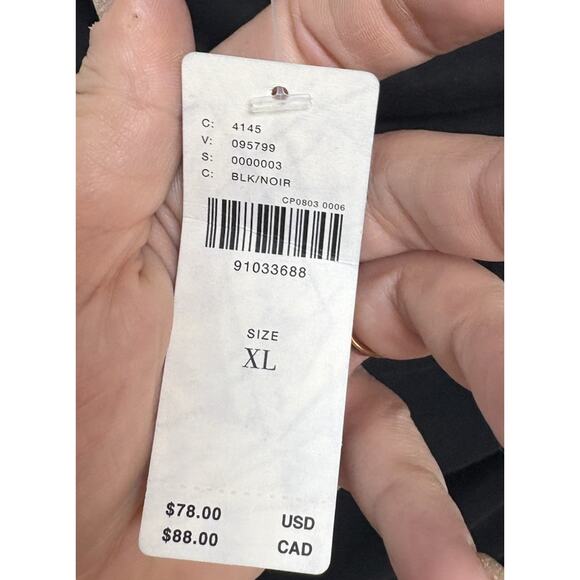 C: 4145
V: 095799
S: 0000003
C: BLK/NOIR
CP0803 0006
91033688
SIZE
XL
$78.00 USD
$88.00 CAD